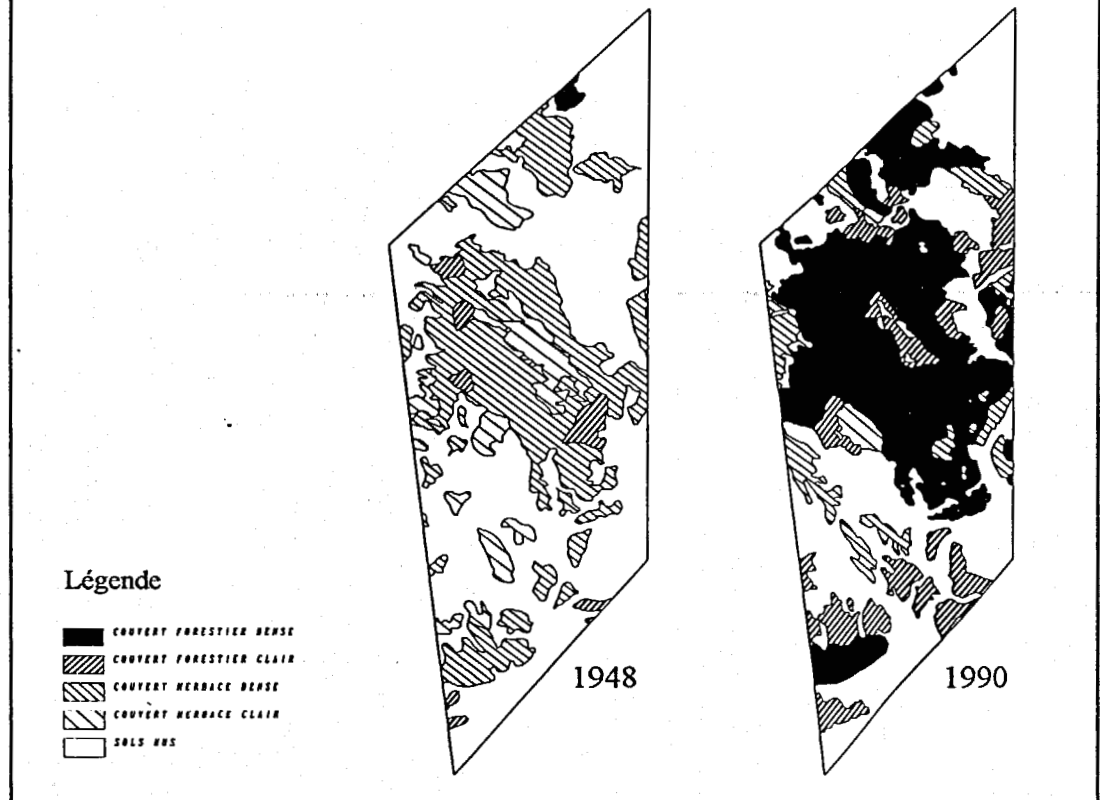 1948
1990
Légende
COUVERT FORESTIER DENSE
COUVERT FORESTIER CLAIR
COUVERT HERBACE DENSE
COUVERT HERBACE CLAIR
SOLS NUS